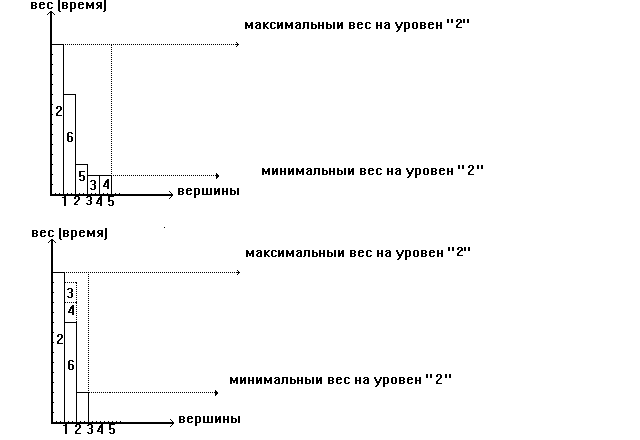 вес (время)
максимальныи вес на уровен "2"
2
6
5
3
4
минимальныи вес на уровен "2"
вершины
1 2 3 4 5
вес (время)
максимальныи вес на уровен "2"
3
4
2
6
минимальныи вес на уровен "2"
вершины
1 2 3 4 5